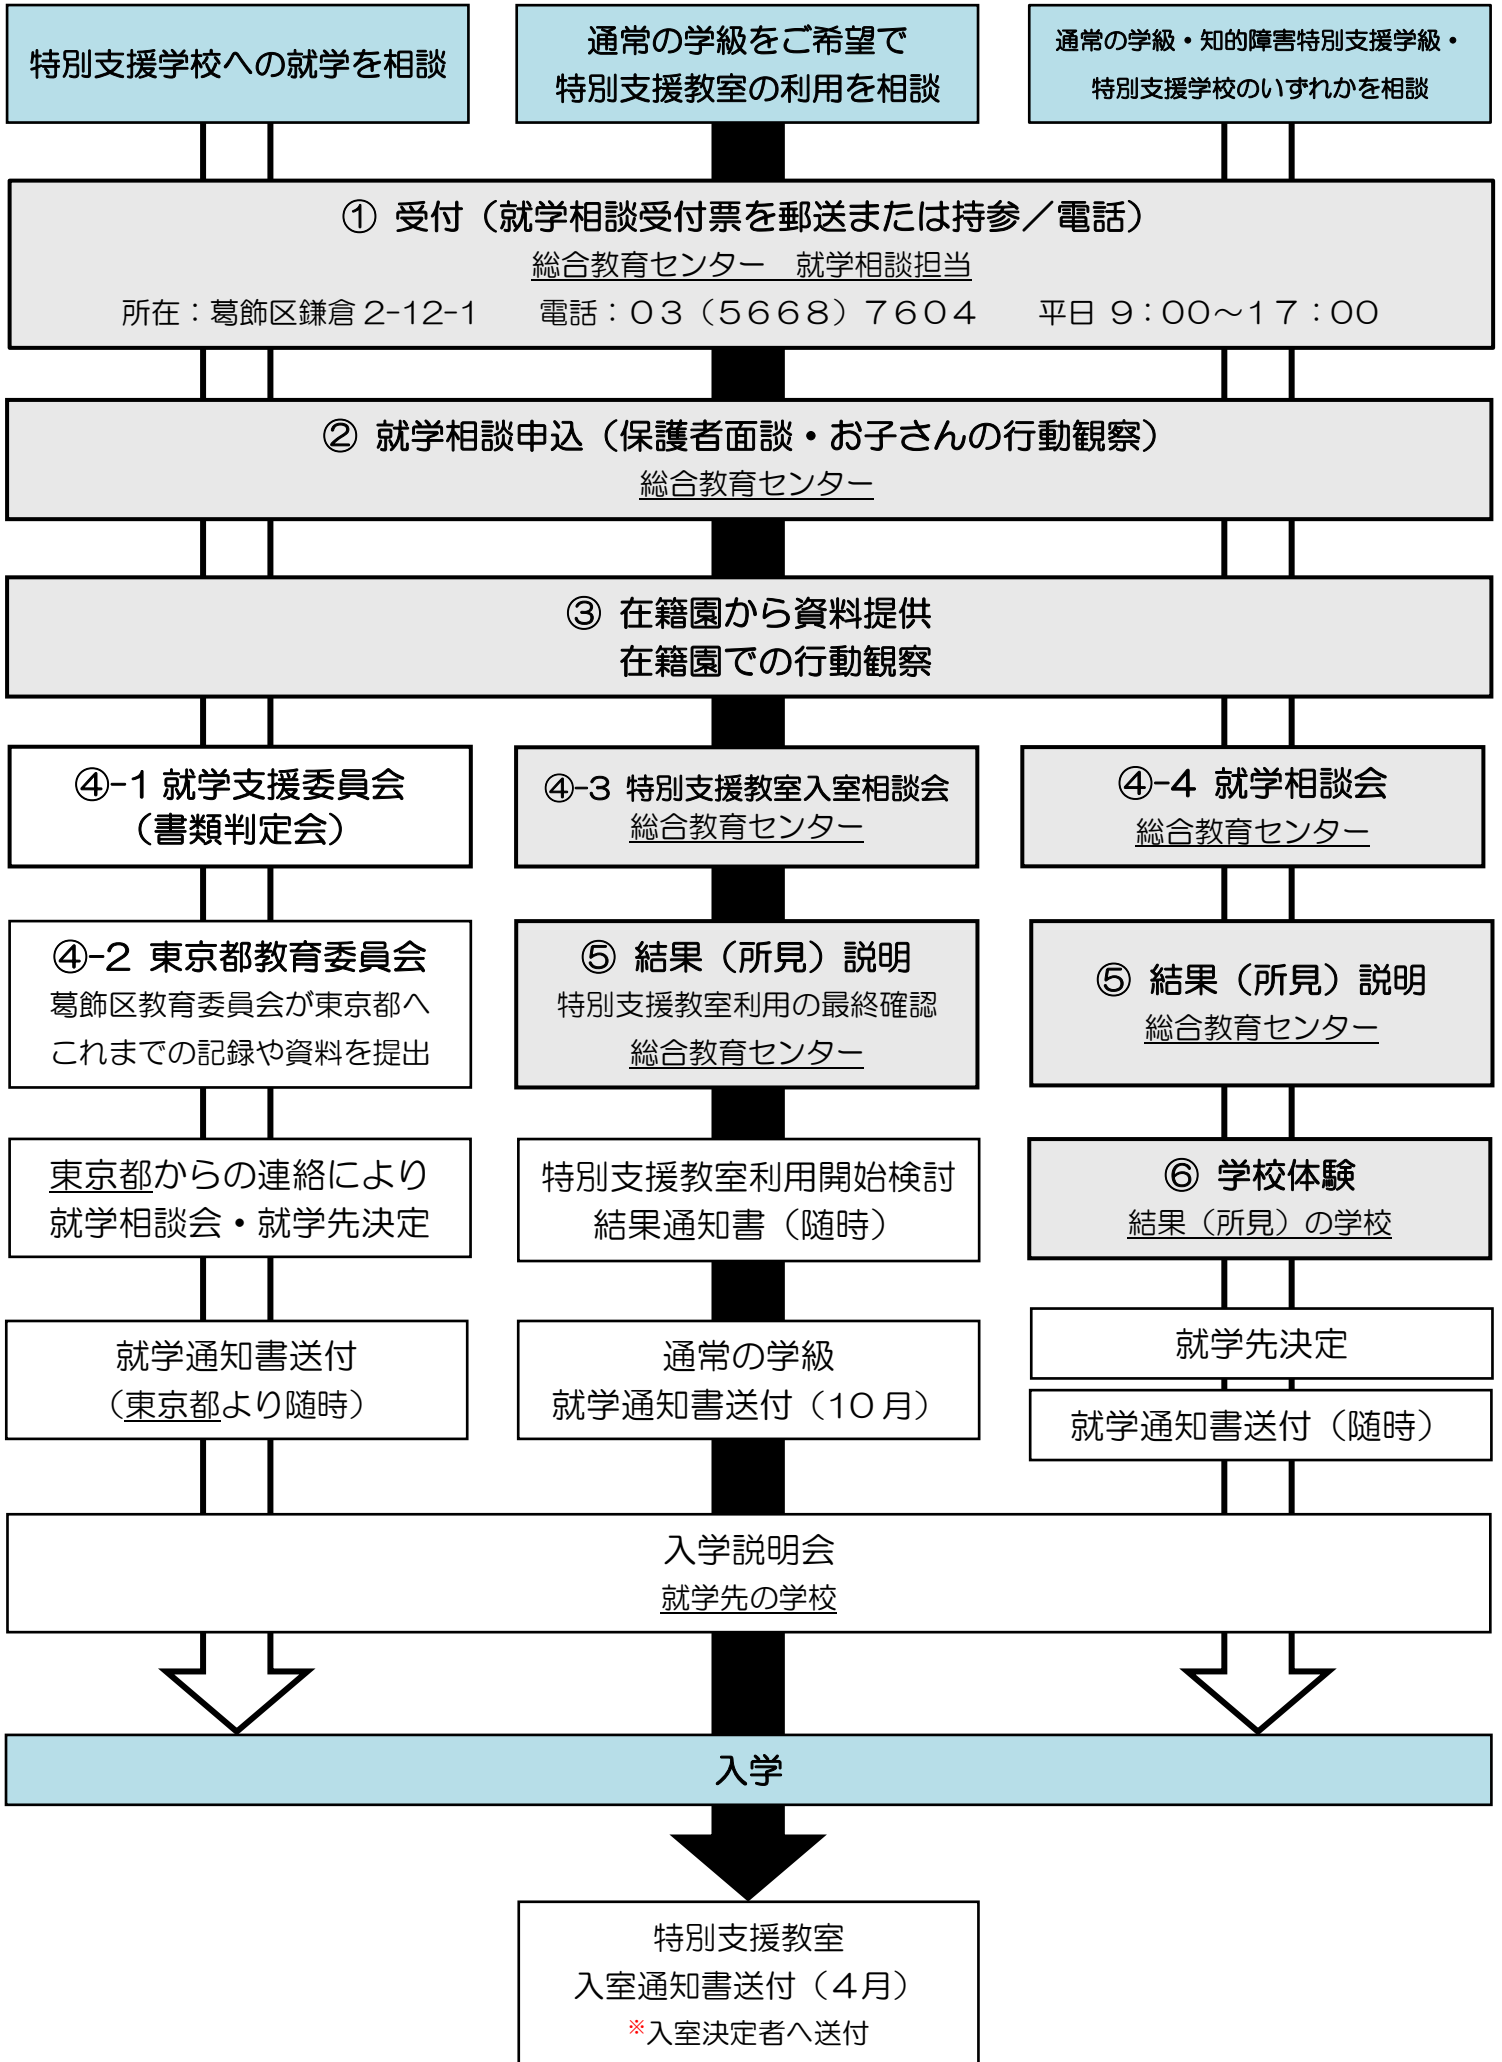 特別支援学校への就学を相談
通常の学級をご希望で
特別支援教室の利用を相談
通常の学級・知的障害特別支援学級・
特別支援学校のいずれかを相談
① 受付（就学相談受付票を郵送または持参／電話）
総合教育センター　就学相談担当
所在：葛飾区鎌倉 2-12-1　　電話：０３（５６６８）７６０４　　平日 ９：００～１７：００
② 就学相談申込（保護者面談・お子さんの行動観察）
総合教育センター
③ 在籍園から資料提供
在籍園での行動観察
④-1 就学支援委員会
（書類判定会）
④-2 東京都教育委員会
葛飾区教育委員会が東京都へ
これまでの記録や資料を提出
東京都からの連絡により
就学相談会・就学先決定
就学通知書送付
（東京都より随時）
④-3 特別支援教室入室相談会
総合教育センター
⑤ 結果（所見）説明
特別支援教室利用の最終確認
総合教育センター
特別支援教室利用開始検討
結果通知書（随時）
通常の学級
就学通知書送付（10 月）
④-4 就学相談会
総合教育センター
⑤ 結果（所見）説明
総合教育センター
⑥ 学校体験
結果（所見）の学校
就学先決定
就学通知書送付（随時）
入学説明会
就学先の学校
入学
特別支援教室
入室通知書送付（４月）
※入室決定者へ送付